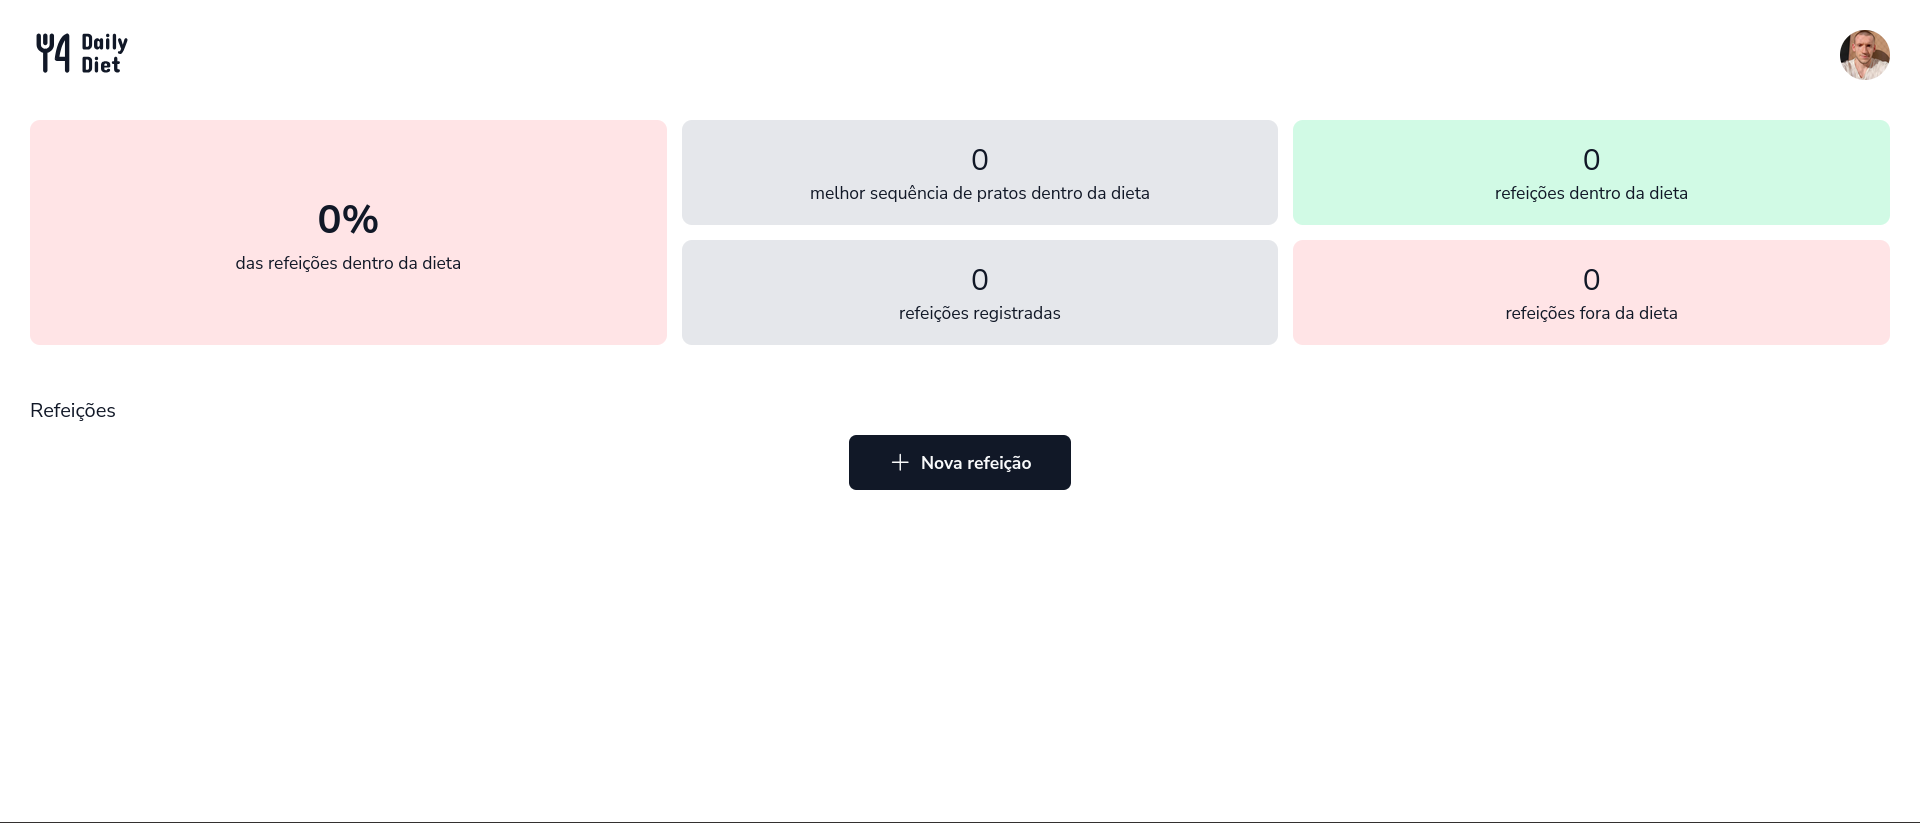 Daily
Diet
0%
das refeições dentro da dieta
0
melhor sequência de pratos dentro da dieta
0
refeições dentro da dieta
0
refeições registradas
0
refeições fora da dieta
Refeições
Nova refeição